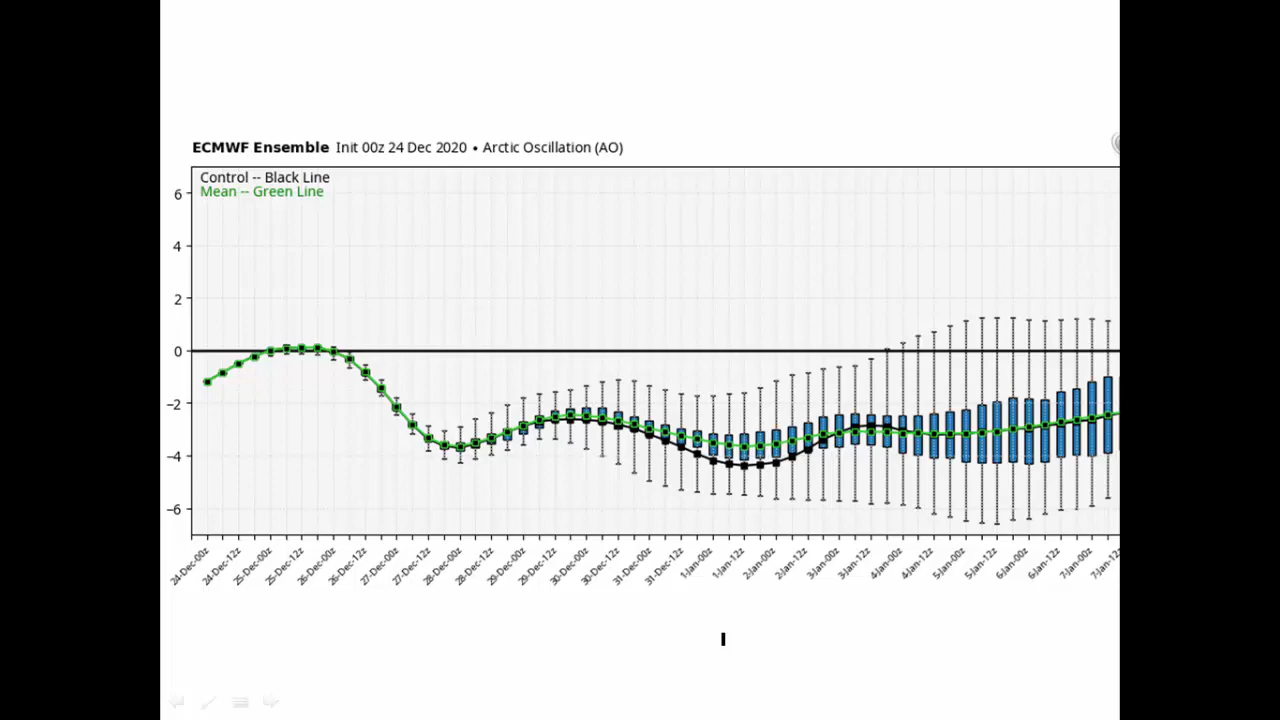 ECMWF Ensemble Init 00z 24 Dec 2020 • Arctic Oscillation (AO)
Control -- Black Line
Mean -- Green Line
6
4
2
0
−2
−4
−6
24-Dec-00z
24-Dec-12z
25-Dec-00z
25-Dec-12z
26-Dec-00z
26-Dec-12z
27-Dec-00z
27-Dec-12z
28-Dec-00z
28-Dec-12z
29-Dec-00z
29-Dec-12z
30-Dec-00z
30-Dec-12z
31-Dec-00z
31-Dec-12z
1-Jan-00z
1-Jan-12z
2-Jan-00z
2-Jan-12z
3-Jan-00z
3-Jan-12z
4-Jan-00z
4-Jan-12z
5-Jan-00z
5-Jan-12z
6-Jan-00z
6-Jan-12z
7-Jan-00z
7-Jan-12z